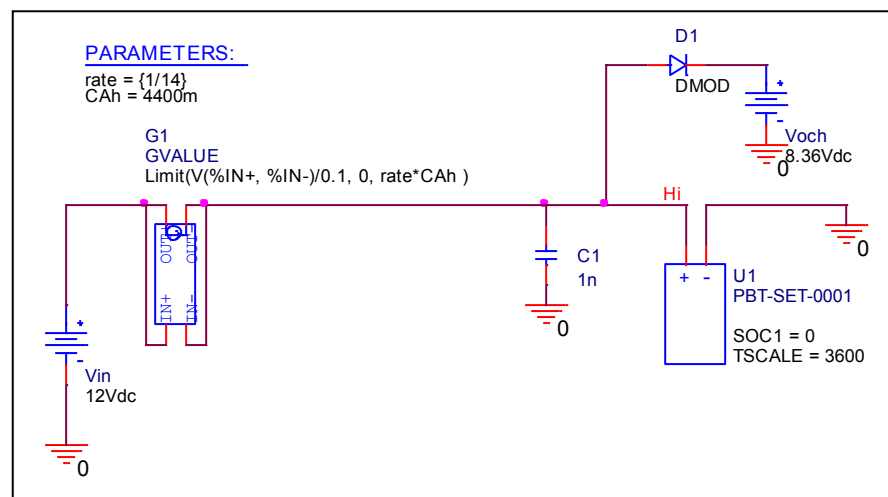 PARAMETERS:
rate = {1/14}
CAh = 4400m
D1
DMOD
+
-
Voch
8.36Vdc
0
G1
GVALUE
Limit(V(%IN+, %IN-)/0.1, 0, rate*CAh )
OUT+
OUT-
IN+
IN-
Hi
+
-
Vin
12Vdc
0
C1
1n
0
+ -
U1
PBT-SET-0001
SOC1 = 0
TSCALE = 3600
0